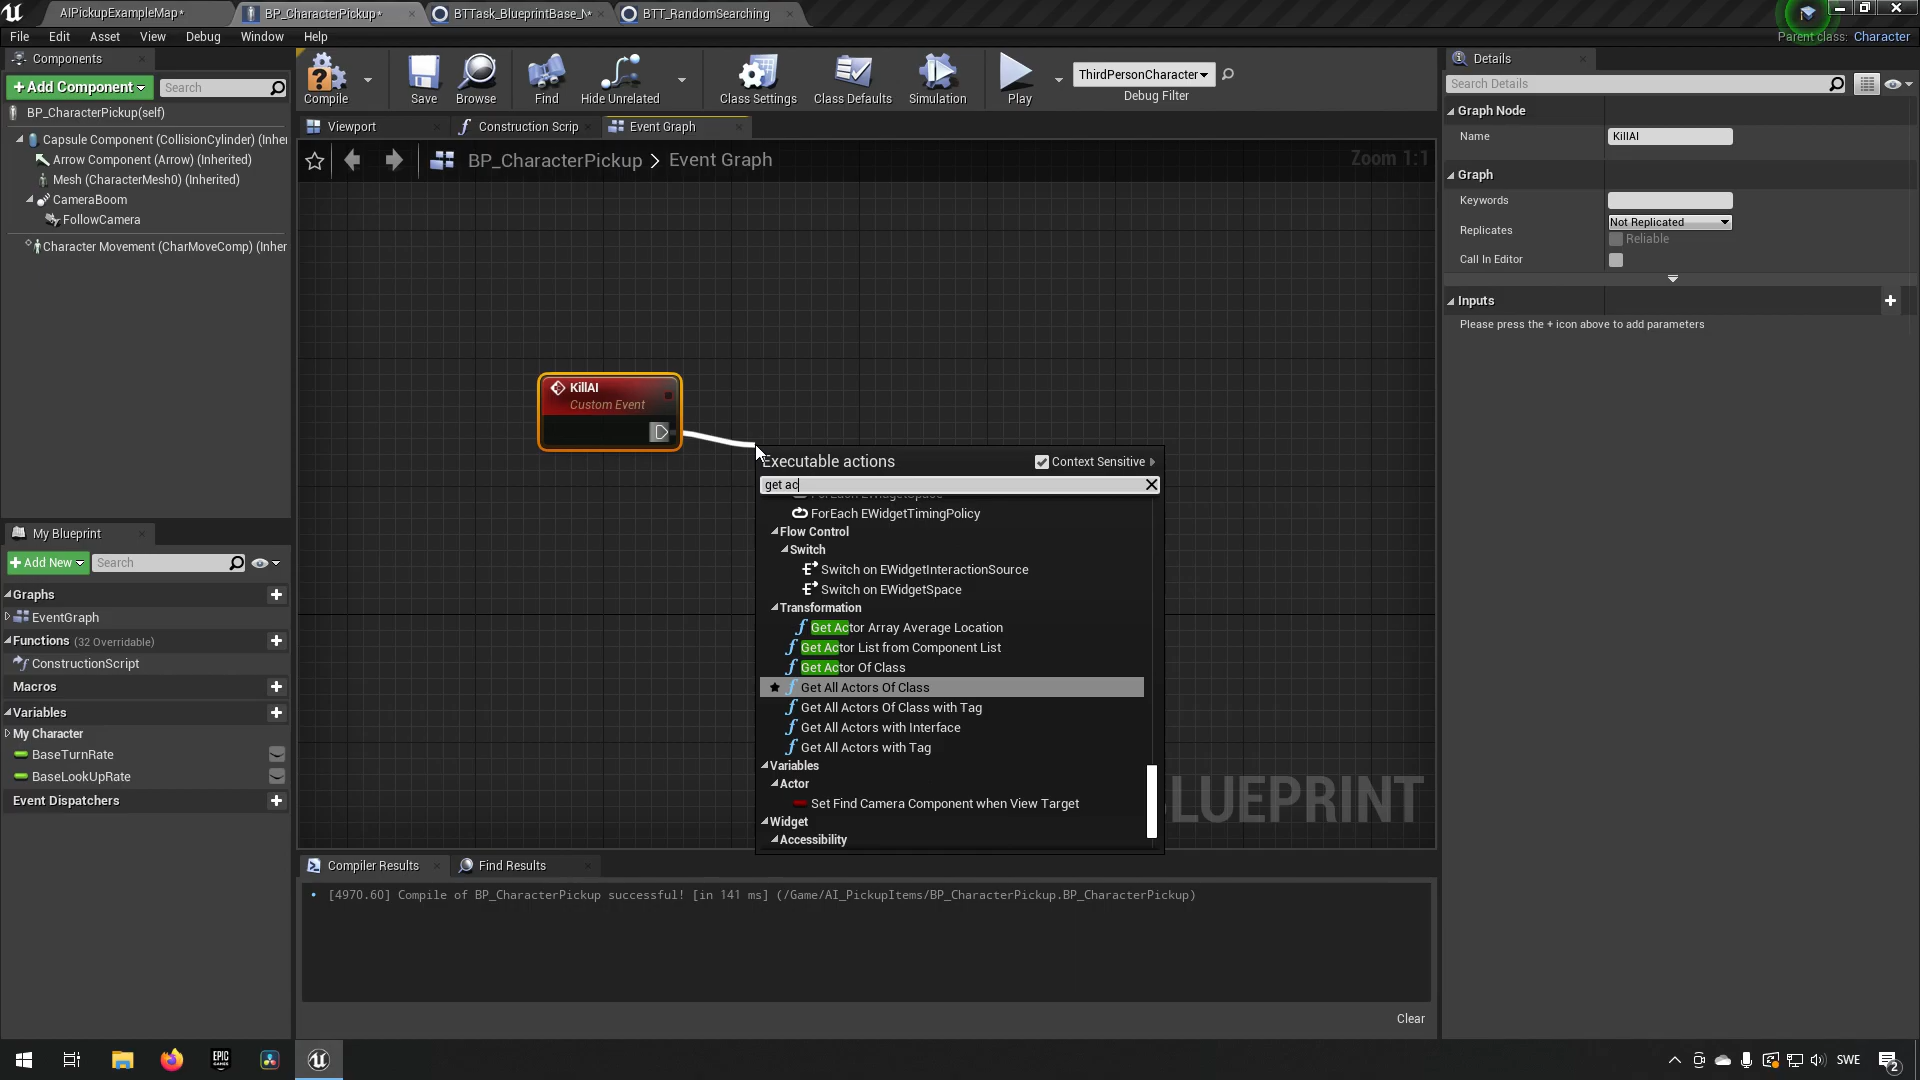 AIPickupExampleMap*
BP_CharacterPickup*
BTTask_BlueprintBase_N*
BTT_RandomSearching
File
Edit
Asset
View
Debug
Window
Help
Parent class: Character
Components
+ Add Component
Search
BP_CharacterPickup(self)
Capsule Component (CollisionCylinder) (Inher
Arrow Component (Arrow) (Inherited)
Mesh (CharacterMesh0) (Inherited)
CameraBoom
FollowCamera
Character Movement (CharMoveComp) (Inher
Compile
Save
Browse
Find
Hide Unrelated
Class Settings
Class Defaults
Simulation
Play
ThirdPersonCharacter
Debug Filter
Viewport
Construction Scrip
Event Graph
BP_CharacterPickup > Event Graph
Zoom 1:1
KillAI
Custom Event
Executable actions
Context Sensitive
get ac
ForEach EWidgetSpace
ForEach EWidgetTimingPolicy
Flow Control
Switch
Switch on EWidgetInteractionSource
Switch on EWidgetSpace
Transformation
Get Actor Array Average Location
Get Actor List from Component List
Get Actor Of Class
Get All Actors Of Class
Get All Actors Of Class with Tag
Get All Actors with Interface
Get All Actors with Tag
Variables
Actor
Set Find Camera Component when View Target
Widget
Accessibility
LUEPRINT
My Blueprint
+ Add New
Search
Graphs
EventGraph
Functions (32 Overridable)
ConstructionScript
Macros
Variables
My Character
BaseTurnRate
BaseLookUpRate
Event Dispatchers
Compiler Results
Find Results
[4970.60] Compile of BP_CharacterPickup successful! [in 141 ms] (/Game/AI_PickupItems/BP_CharacterPickup.BP_CharacterPickup)
Clear
Details
Search Details
Graph Node
Name
KillAI
Graph
Keywords
Replicates
Not Replicated
Reliable
Call In Editor
Inputs
Please press the + icon above to add parameters
EPIC GAMES
SWE
2